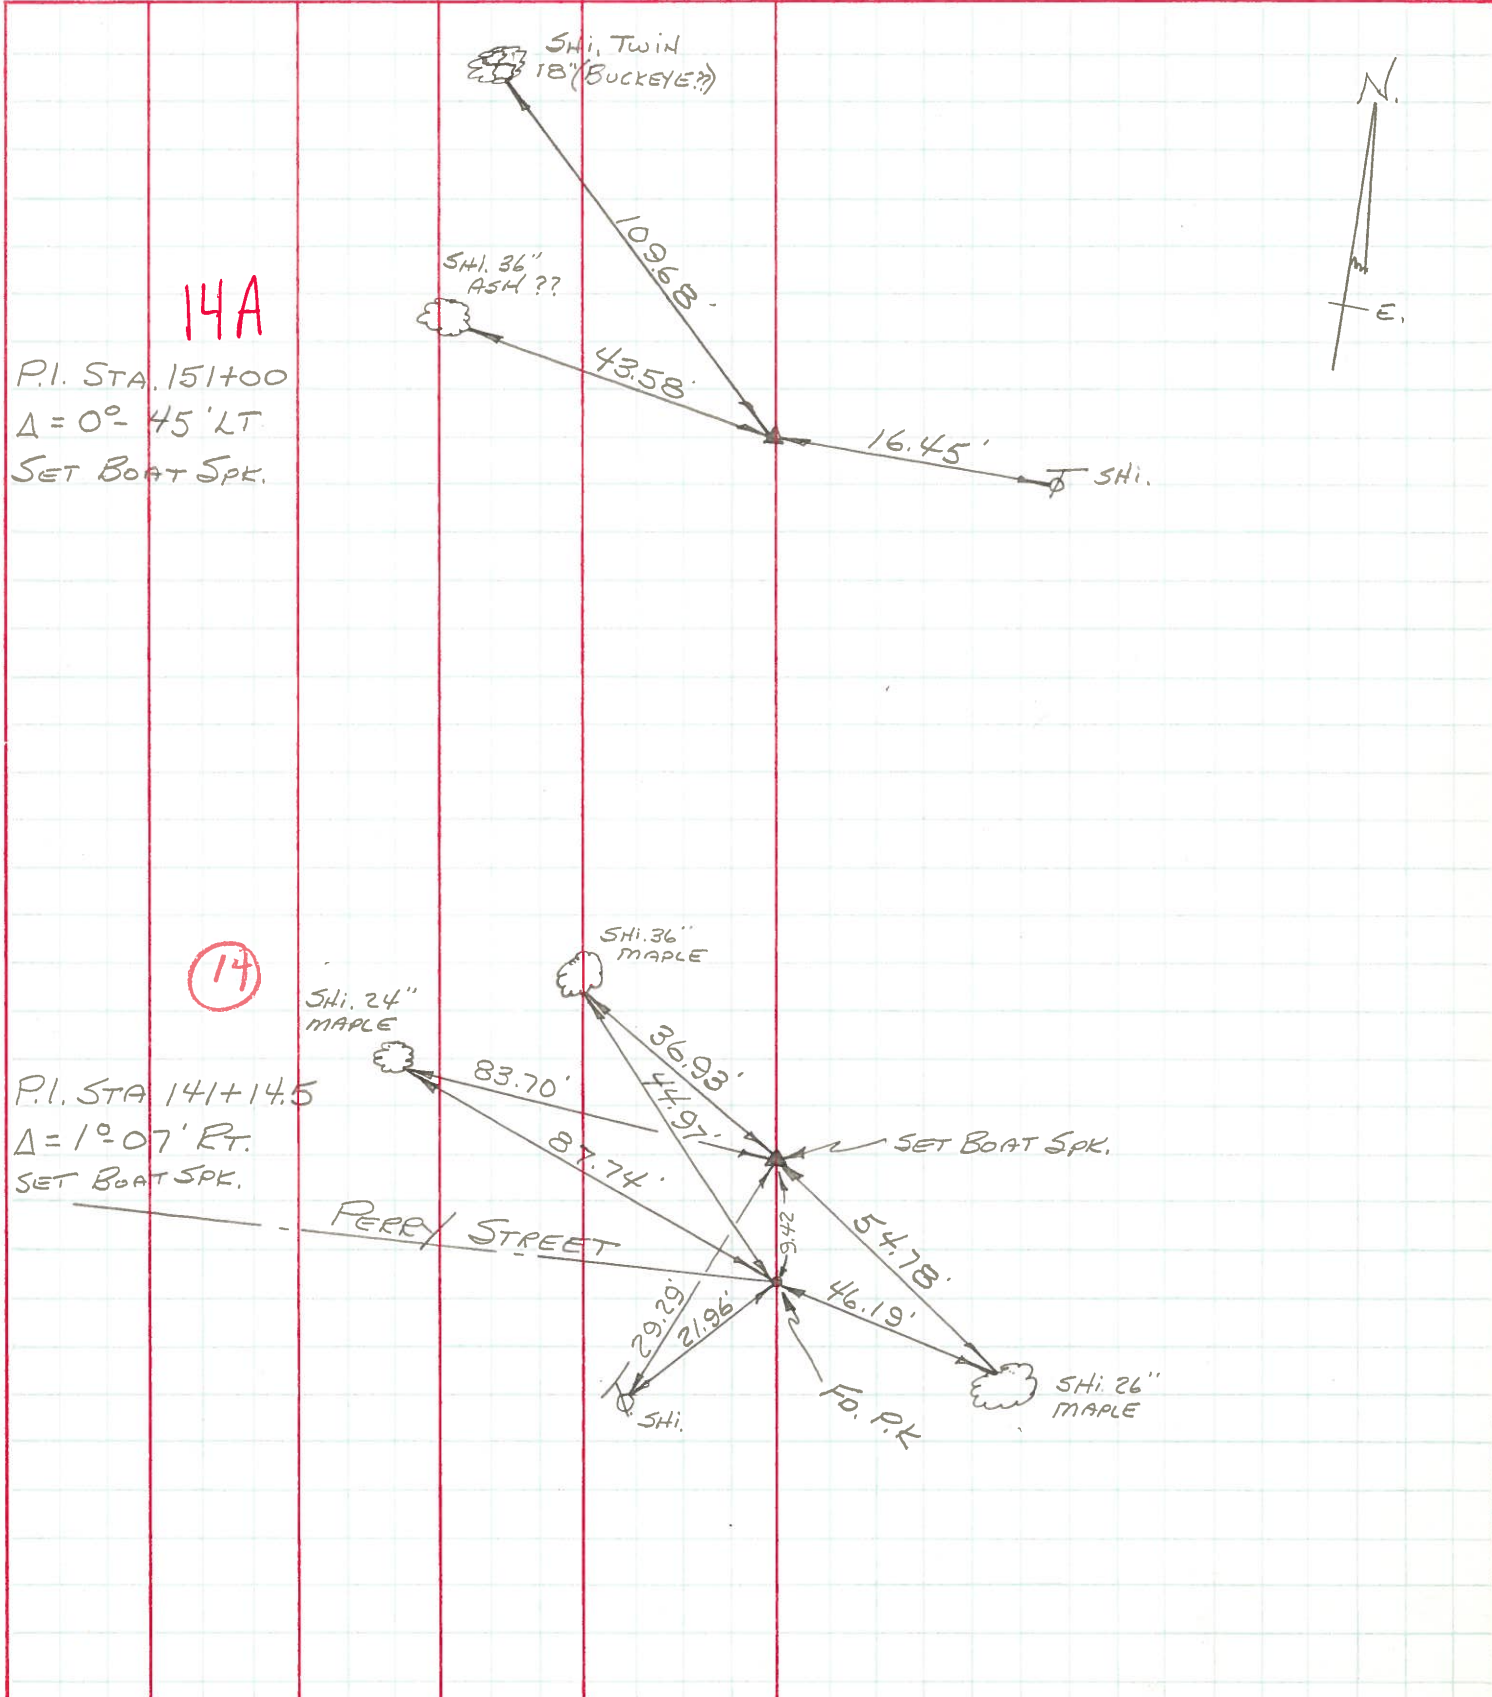 SHi. TWIN
18" (BUCKEYE??)
N.
E.
109.68'
SHI. 36"
ASH ??
14A
43.58'
P.I. STA. 151+00
Δ = 0°- 45' LT
SET BOAT SPK.
16.45'
SHi.
SHi. 36"
MAPLE
14
SHi. 24"
MAPLE
36.93'
83.70'
44.97'
P.I. STA 141+14.5
Δ = 1°-07' RT.
SET BOAT SPK.
87.74'
SET BOAT SPK.
PERRY STREET
9.42
54.78'
29.29'
21.96'
46.19'
SHi. 26"
MAPLE
FD. P.K
SHi.